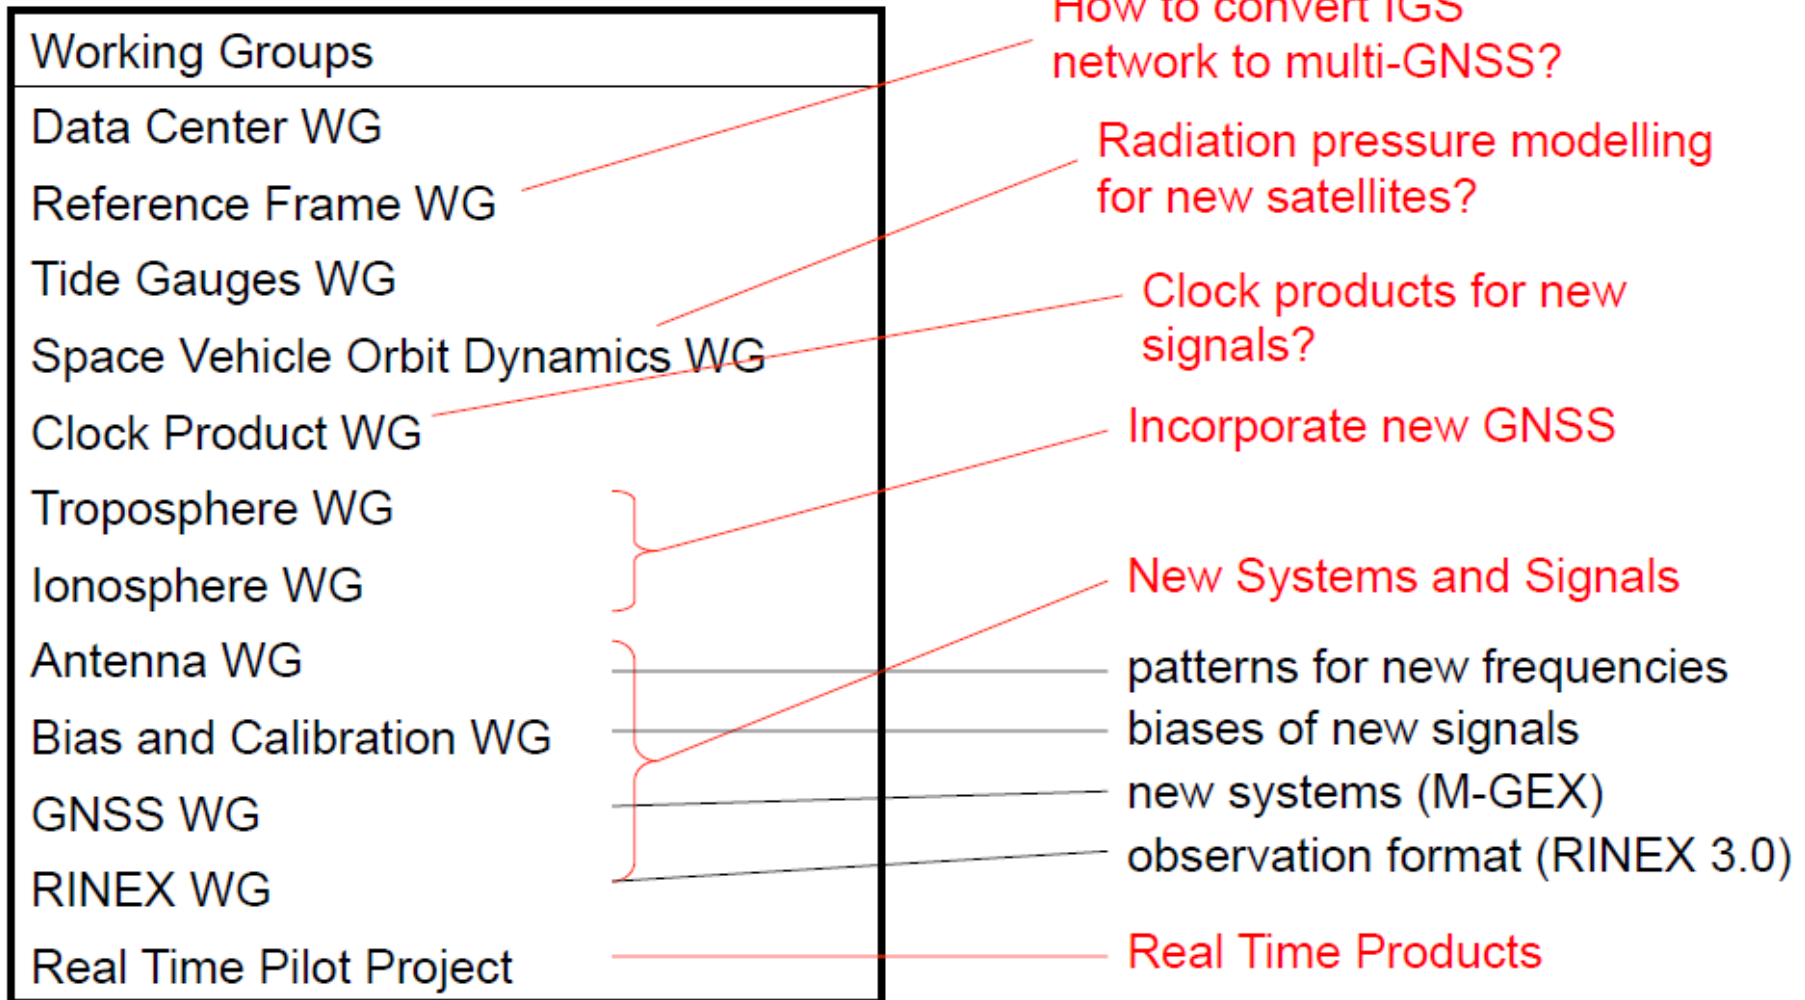 Working Groups
Data Center WG
Reference Frame WG
Tide Gauges WG
Space Vehicle Orbit Dynamics WG
Clock Product WG
Troposphere WG
Ionosphere WG
Antenna WG
Bias and Calibration WG
GNSS WG
RINEX WG
Real Time Pilot Project
How to convert IGS
network to multi-GNSS?
Radiation pressure modelling
for new satellites?
Clock products for new
signals?
Incorporate new GNSS
New Systems and Signals
patterns for new frequencies
biases of new signals
new systems (M-GEX)
observation format (RINEX 3.0)
Real Time Products